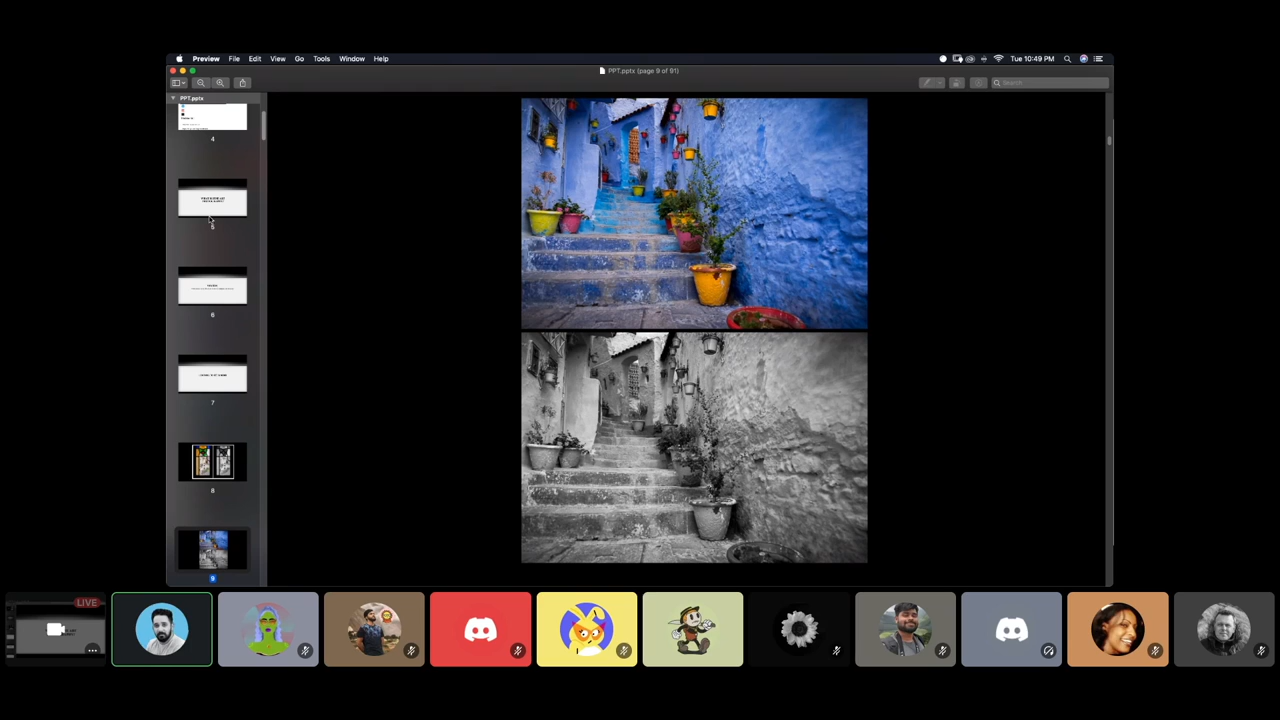 Preview File Edit View Go Tools Window Help
Tue 10:49 PM
PPT.pptx (page 9 of 91)
Search
PPT.pptx
4
5
6
7
8
9
LIVE